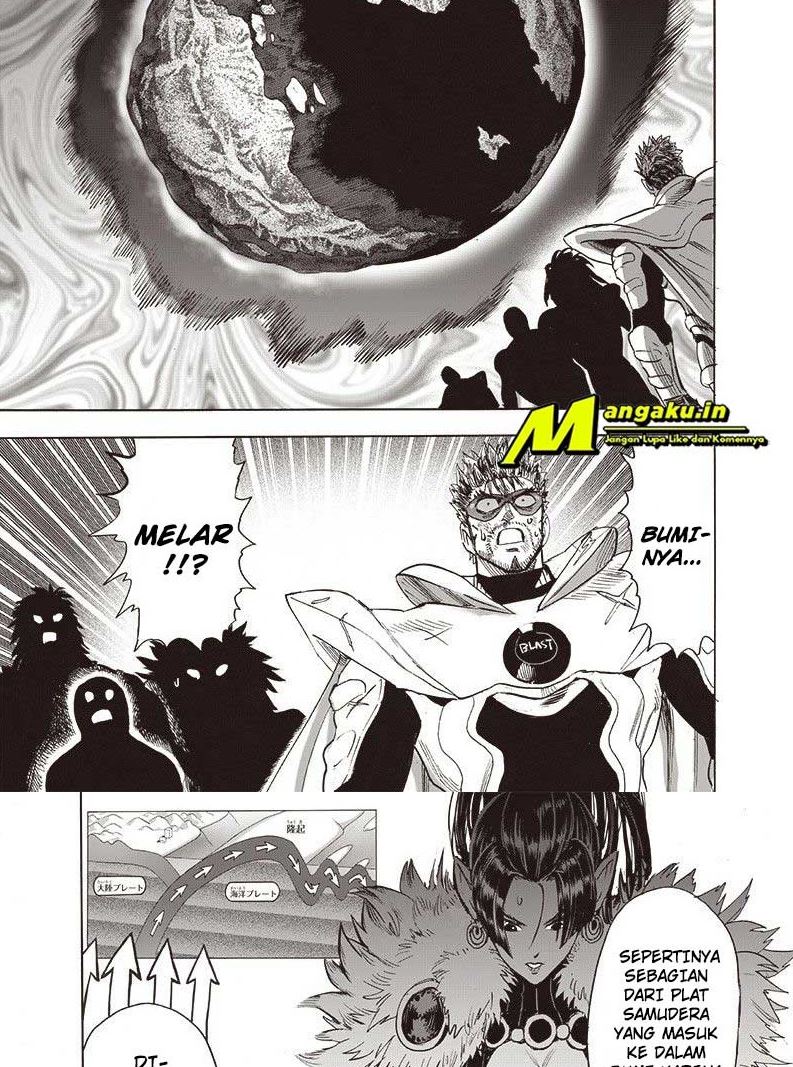 Mangaku.in
Jangan Lupa Like dan Komennya
BUMI-
NYA...
MELAR
!!?
BLAST
隆起
大陸プレート
海洋プレート
SEPERTINYA
SEBAGIAN
DARI PLAT
SAMUDERA
YANG MASUK
KE DALAM
DI-